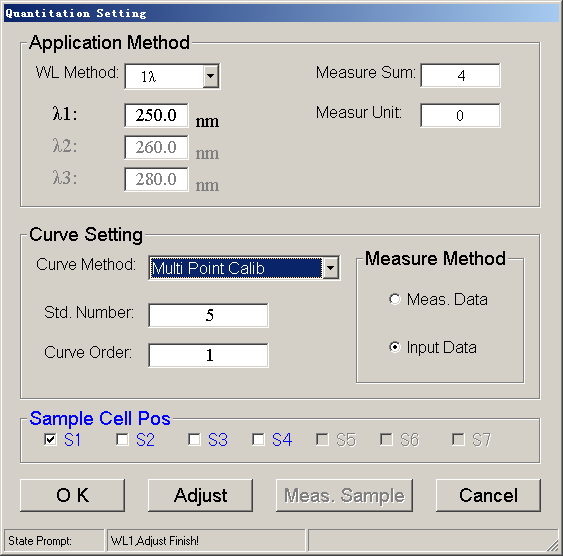 Quantitation Setting
Application Method
WL Method: 1λ
Measure Sum: 4
λ1: 250.0 nm
Measur Unit: 0
λ2: 260.0 nm
λ3: 280.0 nm
Curve Setting
Curve Method: Multi Point Calib
Std. Number: 5
Curve Order: 1
Measure Method
Meas. Data
Input Data
Sample Cell Pos
S1 S2 S3 S4 S5 S6 S7
O K Adjust Meas. Sample Cancel
State Prompt: WL1,Adjust Finish!